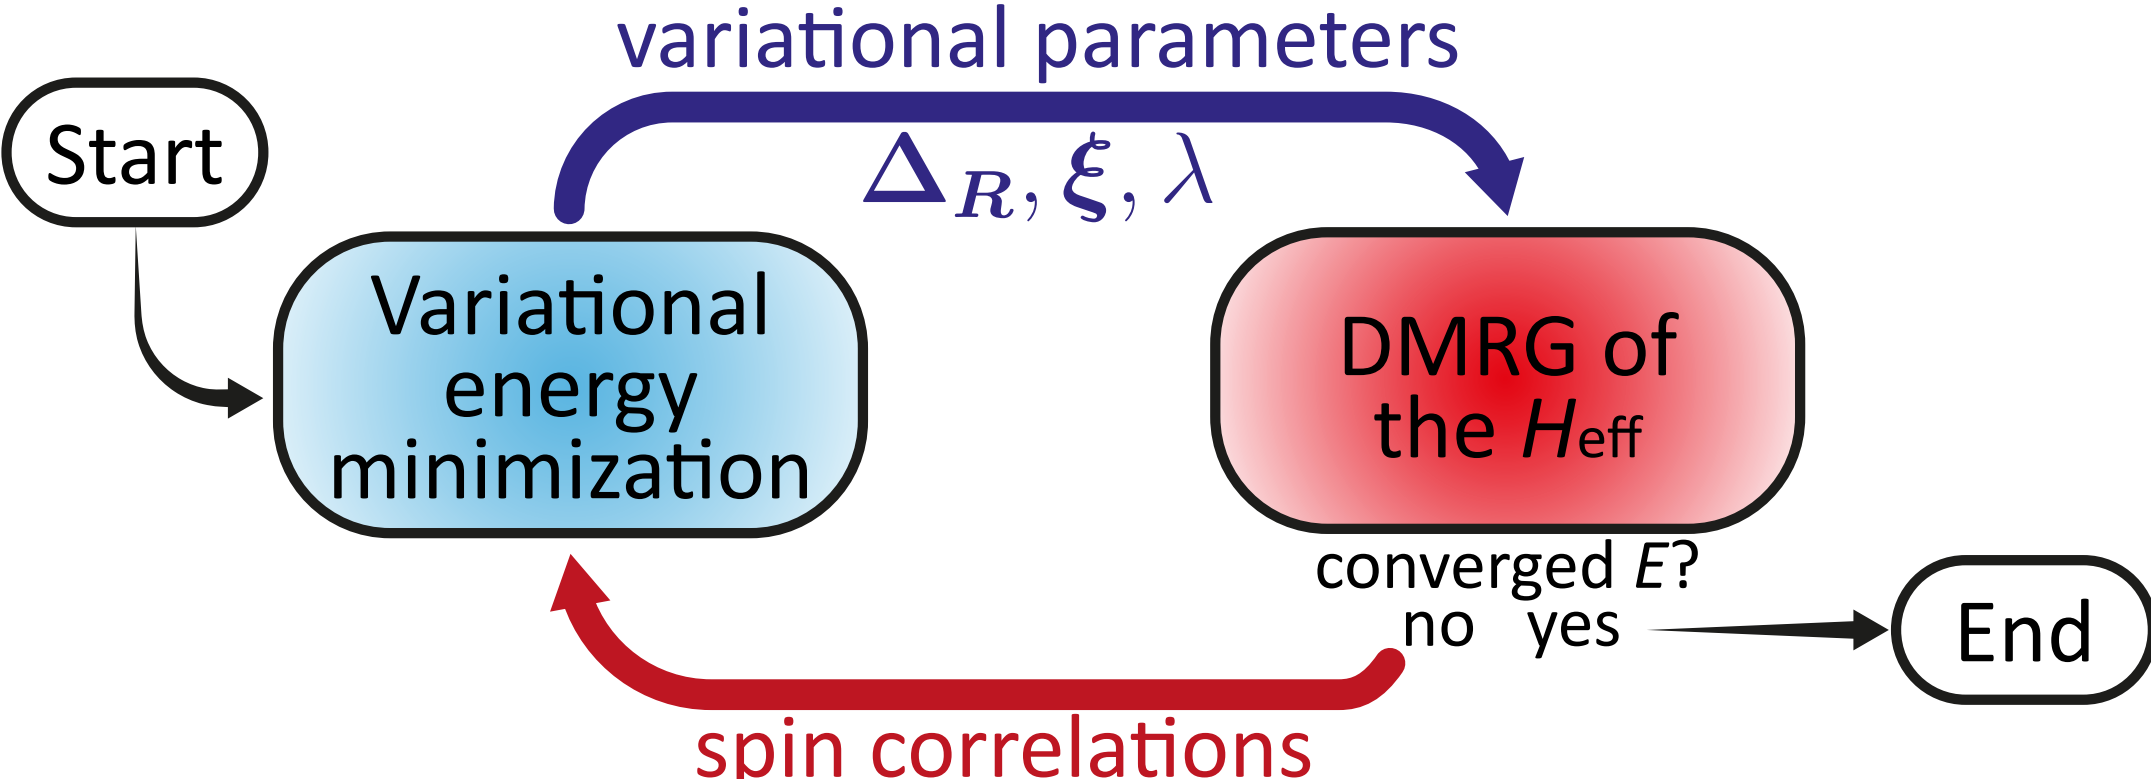 variational parameters
Start
Δ_R, ξ, λ
Variational
energy
minimization
DMRG of
the H_eff
converged E?
no yes
End
spin correlations